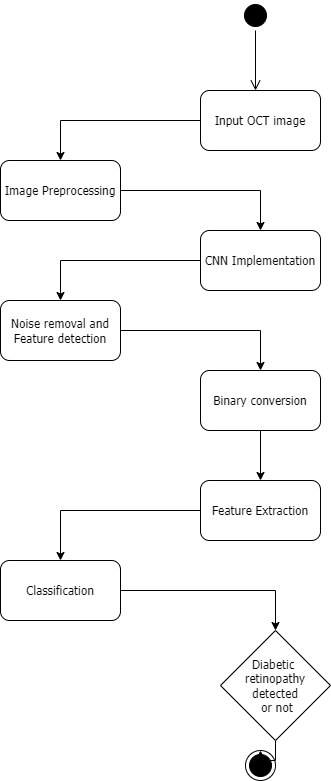 Input OCT image
Image Preprocessing
CNN Implementation
Noise removal and
Feature detection
Binary conversion
Feature Extraction
Classification
Diabetic
retinopathy
detected
or not